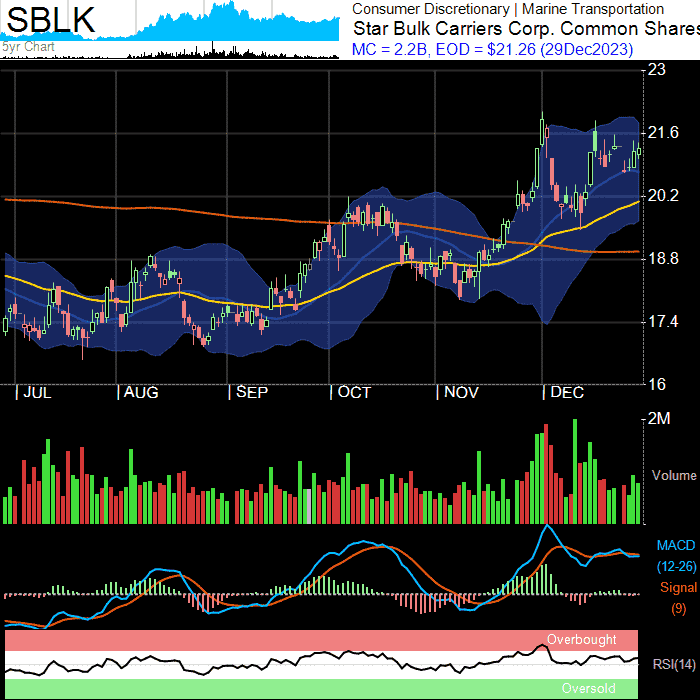 SBLK
5yr Chart
Consumer Discretionary | Marine Transportation
Star Bulk Carriers Corp. Common Shares
MC = 2.2B, EOD = $21.26 (29Dec2023)
23
21.6
20.2
18.8
17.4
16
| JUL | AUG | SEP | OCT | NOV | DEC
2M
Volume
MACD
(12-26)
Signal
(9)
Overbought
RSI(14)
Oversold